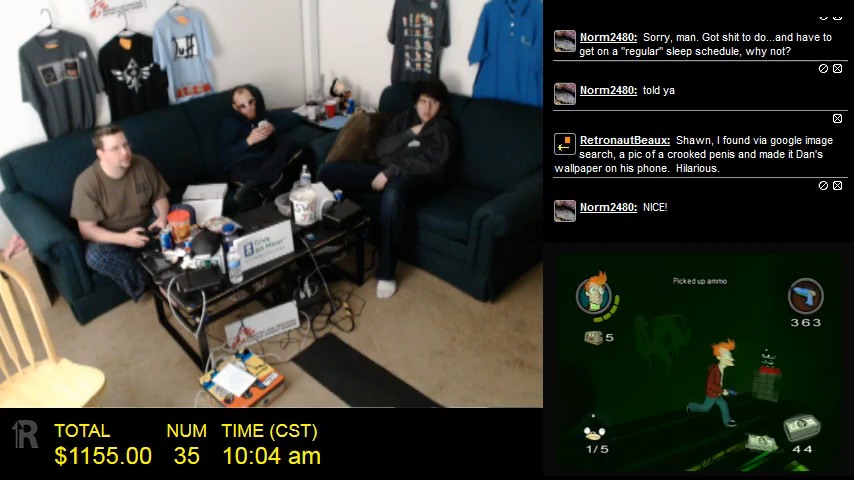 Norm2480: Sorry, man. Got shit to do...and have to
get on a "regular" sleep schedule, why not?
Norm2480: told ya
RetronautBeaux: Shawn, I found via google image
search, a pic of a crooked penis and made it Dan's
wallpaper on his phone. Hilarious.
Norm2480: NICE!
Duff
Give
an Hour
Picked up ammo
363
5
1/5
44
R
TOTAL NUM TIME (CST)
$1155.00 35 10:04 am